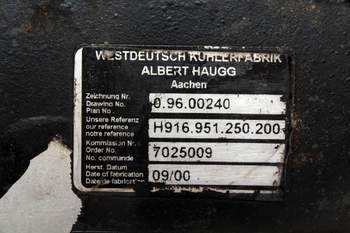 WESTDEUTSCH KÜHLERFABRIK
ALBERT HAUGG
Aachen
Zeichnung Nr.
Drawing No.
Plan No
0.96.00240
Unsere Referenz
our reference
notre reference
H916.951.250.200
Kommission Nr.
Order No.
No. commande
7025009
Herst. Datum
Date of fabrication
Date de fabrication
09/00